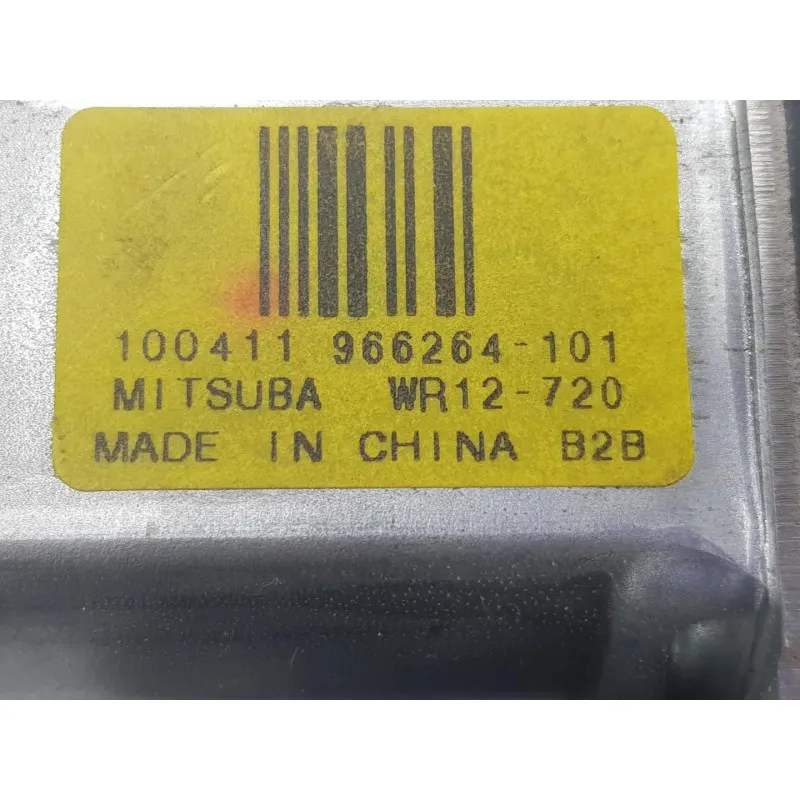 100411 966264-101
MITSUBA WR12-720
MADE IN CHINA B2B